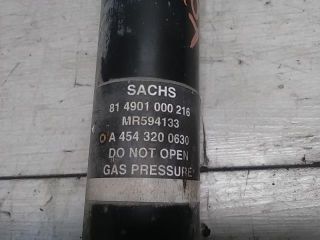 SACHS
81 4901 000 216
MR594133
A 454 320 0630
DO NOT OPEN
GAS PRESSURE